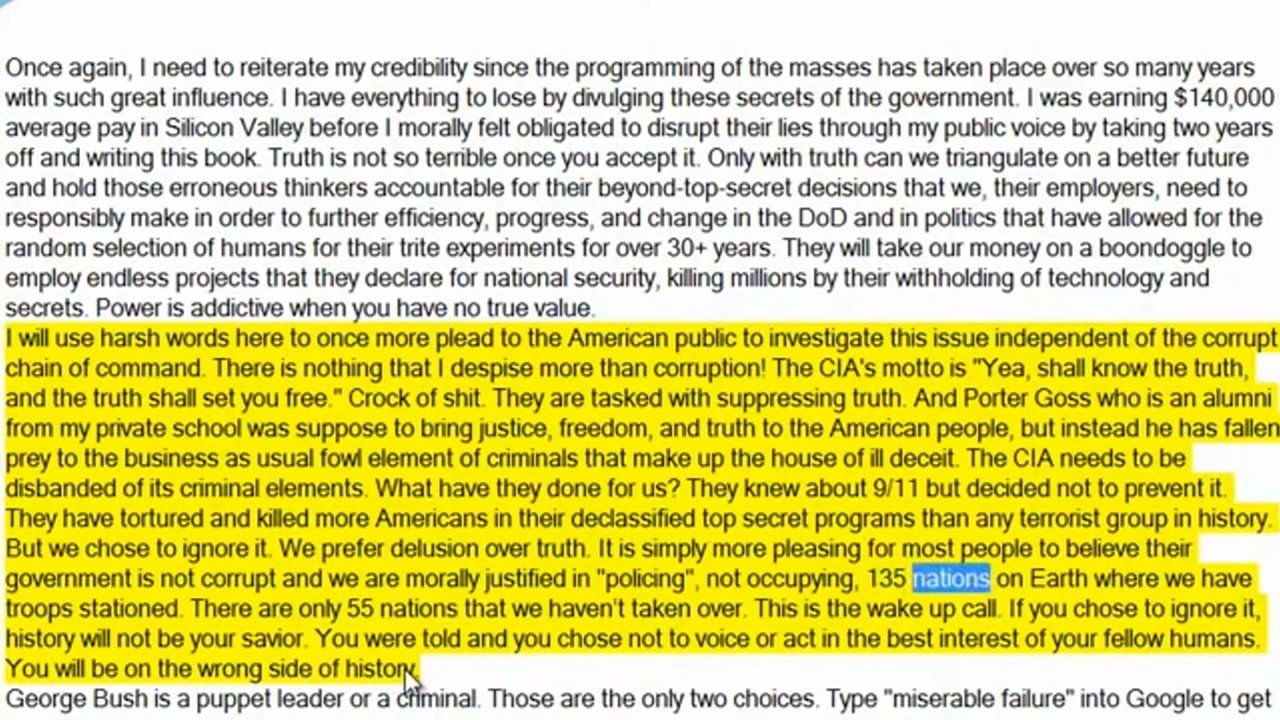 Once again, I need to reiterate my credibility since the programming of the masses has taken place over so many years
with such great influence. I have everything to lose by divulging these secrets of the government. I was earning $140,000
average pay in Silicon Valley before I morally felt obligated to disrupt their lies through my public voice by taking two years
off and writing this book. Truth is not so terrible once you accept it. Only with truth can we triangulate on a better future
and hold those erroneous thinkers accountable for their beyond-top-secret decisions that we, their employers, need to
responsibly make in order to further efficiency, progress, and change in the DoD and in politics that have allowed for the
random selection of humans for their trite experiments for over 30+ years. They will take our money on a boondoggle to
employ endless projects that they declare for national security, killing millions by their withholding of technology and
secrets. Power is addictive when you have no true value.
I will use harsh words here to once more plead to the American public to investigate this issue independent of the corrupt
chain of command. There is nothing that I despise more than corruption! The CIA's motto is "Yea, shall know the truth,
and the truth shall set you free." Crock of shit. They are tasked with suppressing truth. And Porter Goss who is an alumni
from my private school was suppose to bring justice, freedom, and truth to the American people, but instead he has fallen
prey to the business as usual fowl element of criminals that make up the house of ill deceit. The CIA needs to be
disbanded of its criminal elements. What have they done for us? They knew about 9/11 but decided not to prevent it.
They have tortured and killed more Americans in their declassified top secret programs than any terrorist group in history.
But we chose to ignore it. We prefer delusion over truth. It is simply more pleasing for most people to believe their
government is not corrupt and we are morally justified in "policing", not occupying, 135 nations on Earth where we have
troops stationed. There are only 55 nations that we haven't taken over. This is the wake up call. If you chose to ignore it,
history will not be your savior. You were told and you chose not to voice or act in the best interest of your fellow humans.
You will be on the wrong side of history.
George Bush is a puppet leader or a criminal. Those are the only two choices. Type "miserable failure" into Google to get